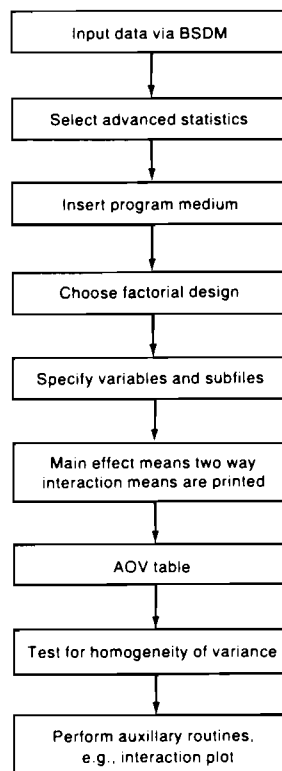 Input data via BSDM
Select advanced statistics
Insert program medium
Choose factorial design
Specify variables and subfiles
Main effect means two way
interaction means are printed
AOV table
Test for homogeneity of variance
Perform auxillary routines,
e.g., interaction plot